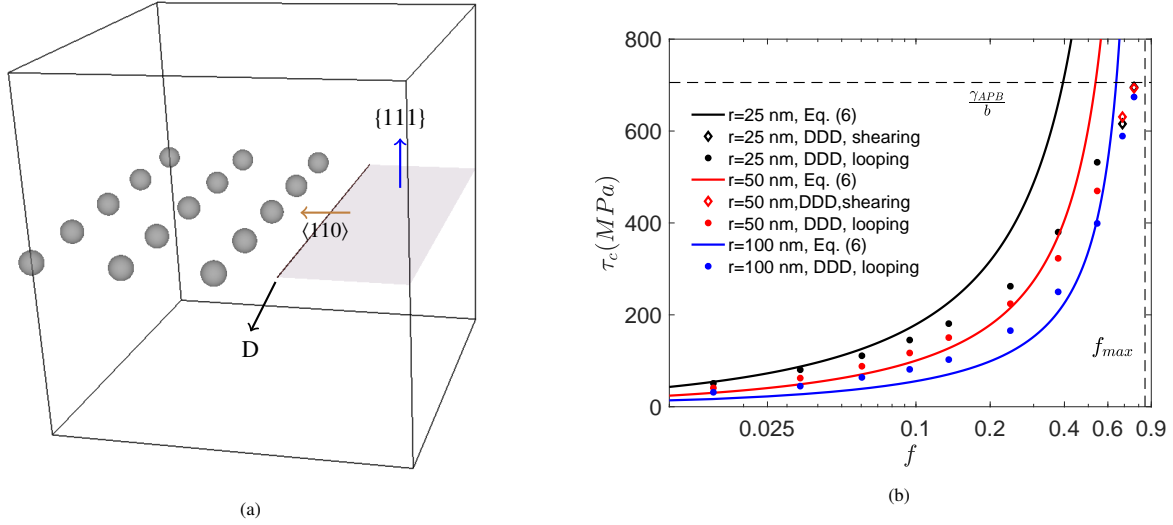 {111}
⟨110⟩
D
(a)
800
600
400
200
0
τc(MPa)
γAPB/b
r=25 nm, Eq. (6)
r=25 nm, DDD, shearing
r=25 nm, DDD, looping
r=50 nm, Eq. (6)
r=50 nm,DDD,shearing
r=50 nm, DDD, looping
r=100 nm, Eq. (6)
r=100 nm, DDD, looping
fmax
0.025 0.1 0.2 0.4 0.6 0.9
f
(b)